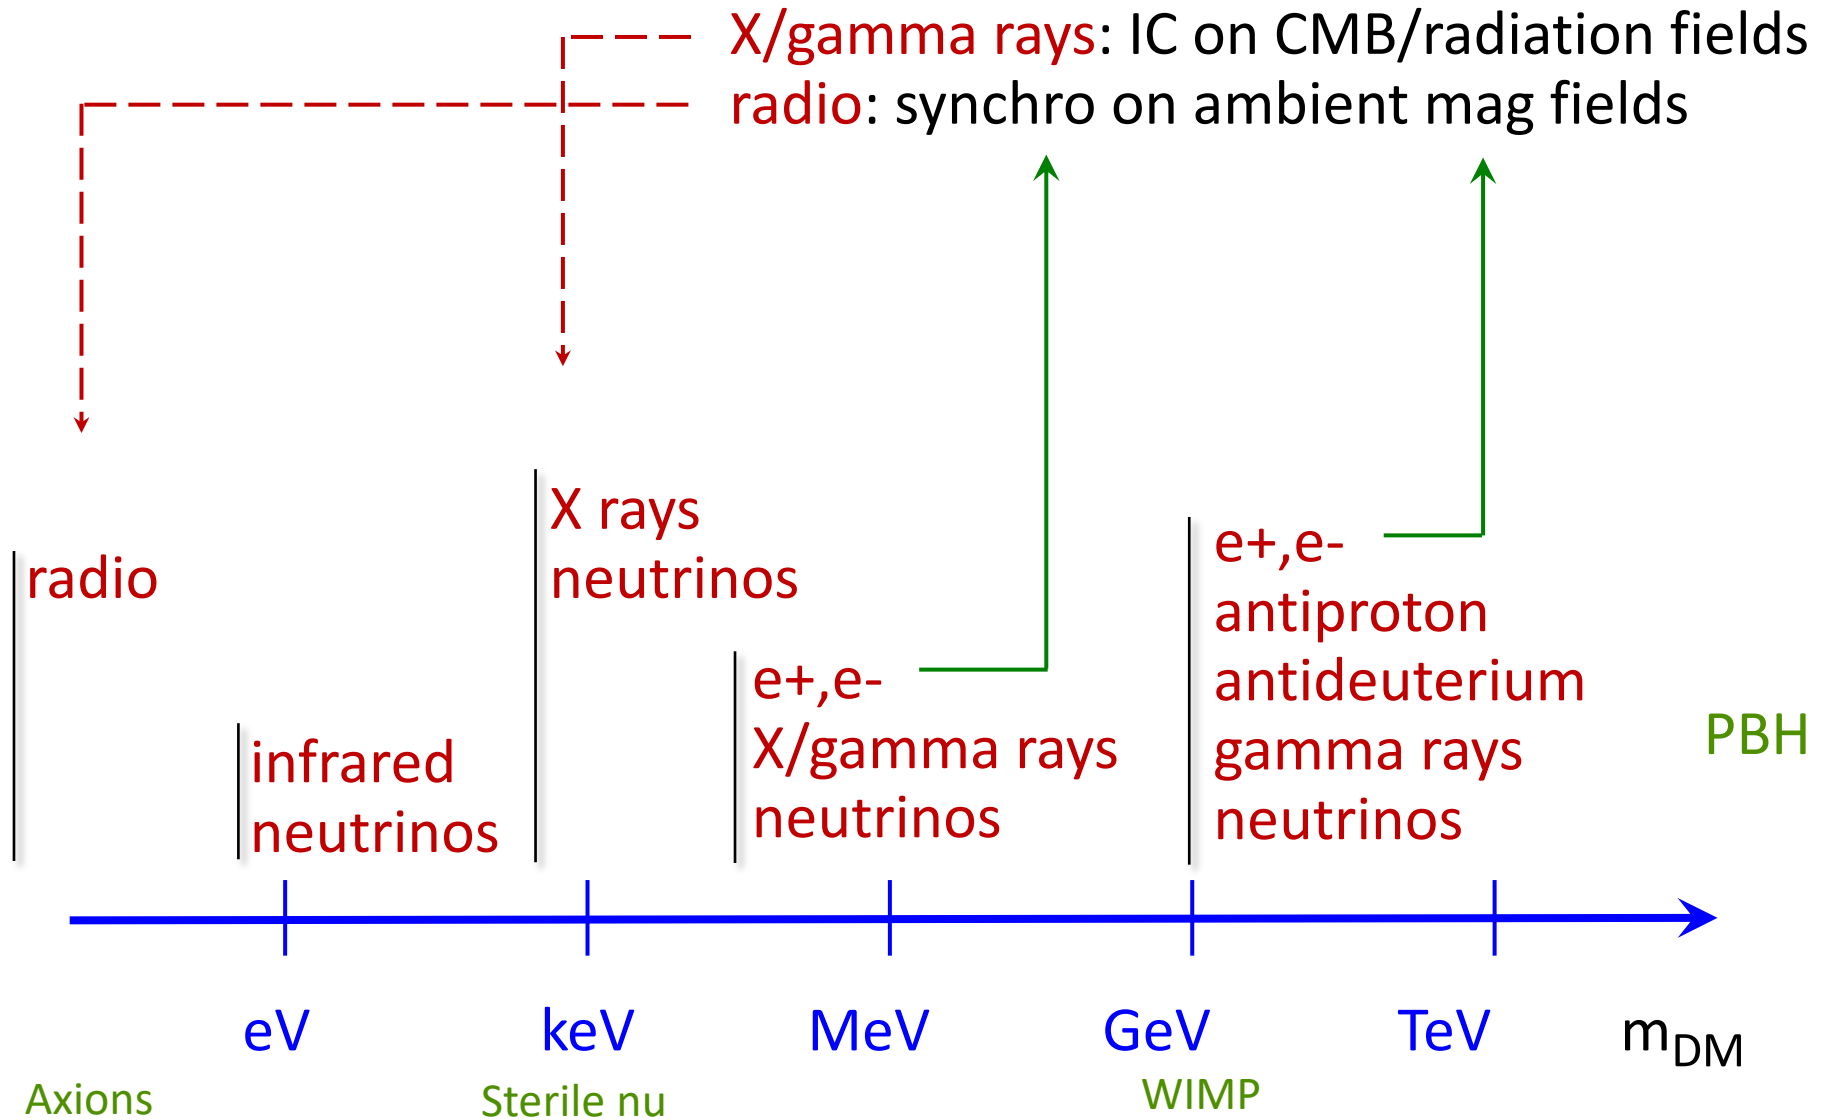 X/gamma rays: IC on CMB/radiation fields
radio: synchro on ambient mag fields
radio
infrared
neutrinos
X rays
neutrinos
e+,e-
X/gamma rays
neutrinos
e+,e-
antiproton
antideuterium
gamma rays
neutrinos
PBH
eV
keV
MeV
GeV
TeV
mDM
Axions
Sterile nu
WIMP